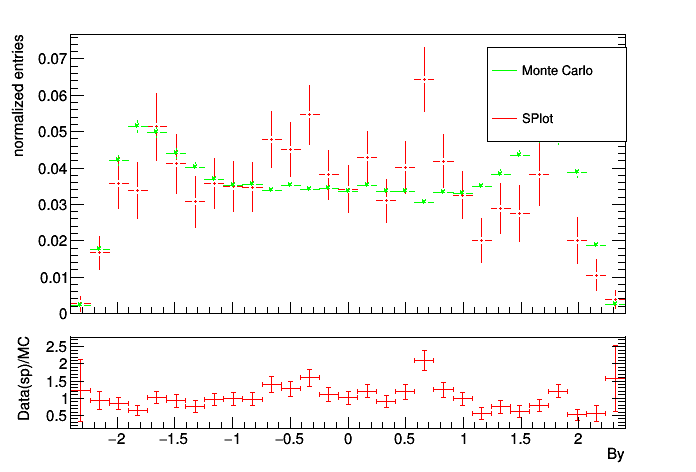 normalized entries
0.07
0.06
0.05
0.04
0.03
0.02
0.01
0
Monte Carlo
SPlot
Data(sp)/MC
2.5
2
1.5
1
0.5
−2 −1.5 −1 −0.5 0 0.5 1 1.5 2
By